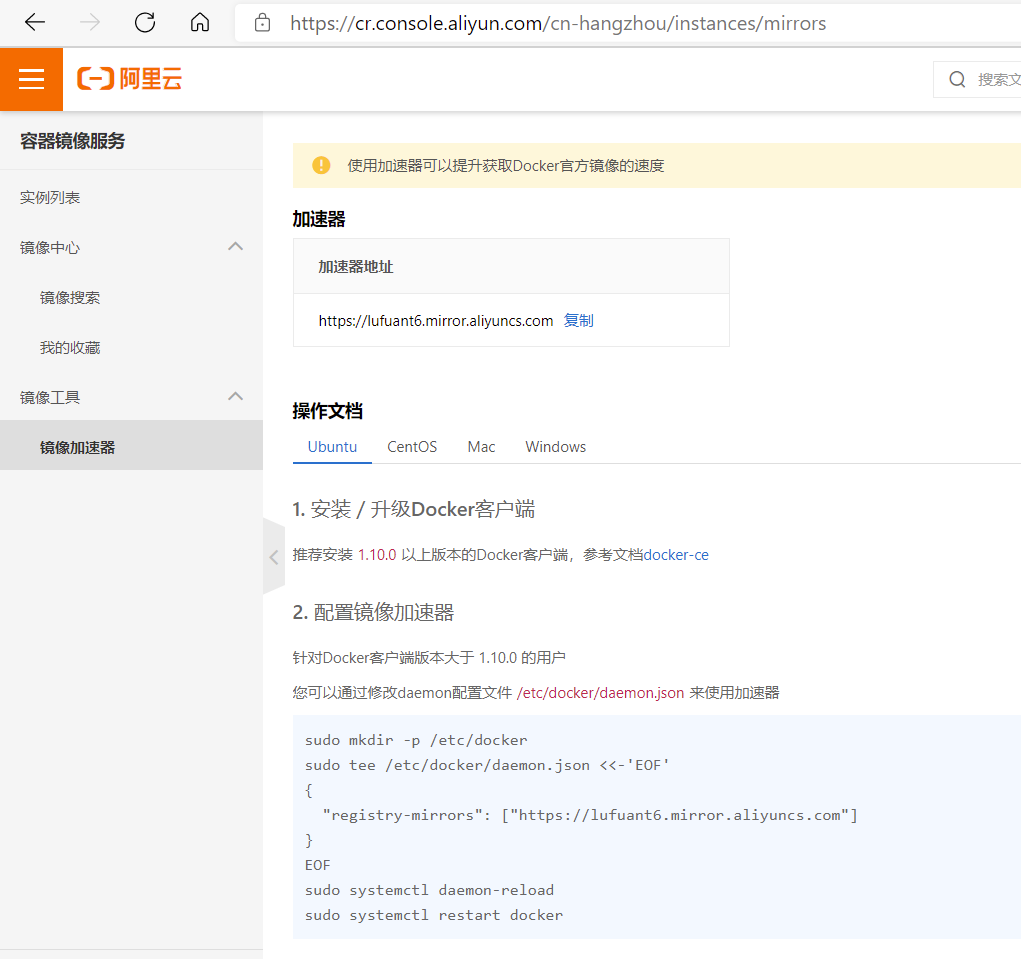 https://cr.console.aliyun.com/cn-hangzhou/instances/mirrors
阿里云
搜索文
容器镜像服务
实例列表
镜像中心
镜像搜索
我的收藏
镜像工具
镜像加速器
使用加速器可以提升获取Docker官方镜像的速度
加速器
加速器地址
https://lufuant6.mirror.aliyuncs.com 复制
操作文档
Ubuntu CentOS Mac Windows
1. 安装 / 升级Docker客户端
推荐安装 1.10.0 以上版本的Docker客户端，参考文档docker-ce
2. 配置镜像加速器
针对Docker客户端版本大于 1.10.0 的用户
您可以通过修改daemon配置文件 /etc/docker/daemon.json 来使用加速器
sudo mkdir -p /etc/docker
sudo tee /etc/docker/daemon.json <<-'EOF'
{
  "registry-mirrors": ["https://lufuant6.mirror.aliyuncs.com"]
}
EOF
sudo systemctl daemon-reload
sudo systemctl restart docker